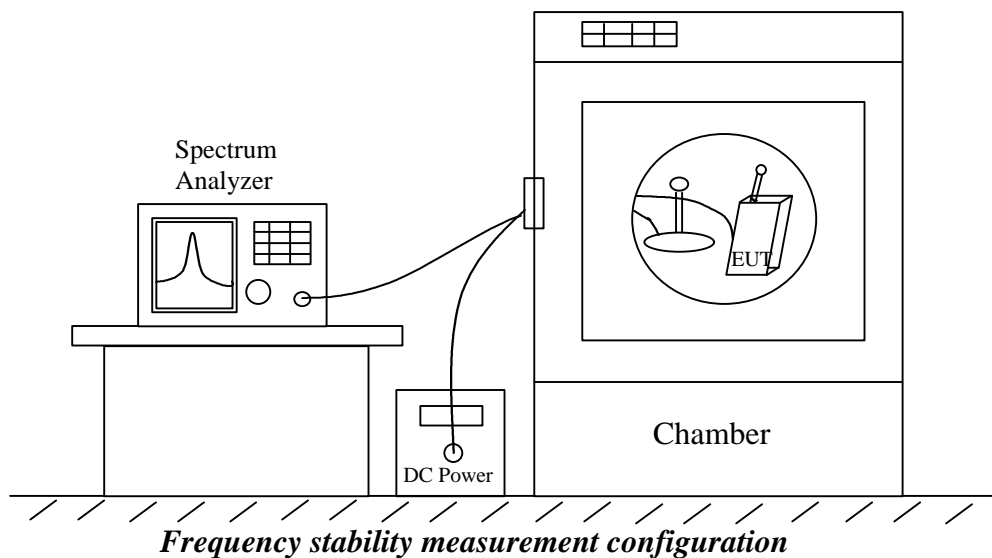 Spectrum
Analyzer
EUT
Chamber
DC Power
Frequency stability measurement configuration